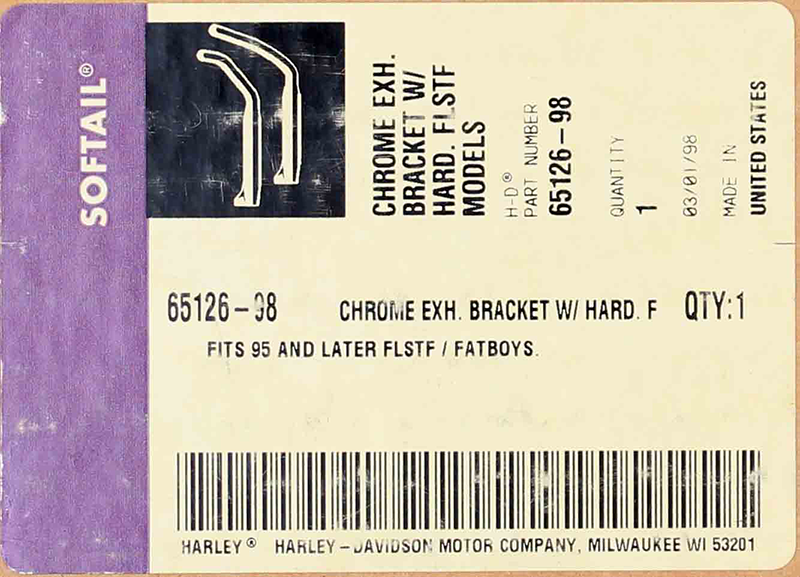 SOFTAIL®
CHROME EXH.
BRACKET W/
HARD. FLSTF
MODELS
H-D®
PART NUMBER
65126-98
QUANTITY
1
03/01/98
MADE IN
UNITED STATES
65126-98 CHROME EXH. BRACKET W/ HARD. F QTY:1
FITS 95 AND LATER FLSTF / FATBOYS.
HARLEY® HARLEY-DAVIDSON MOTOR COMPANY, MILWAUKEE WI 53201